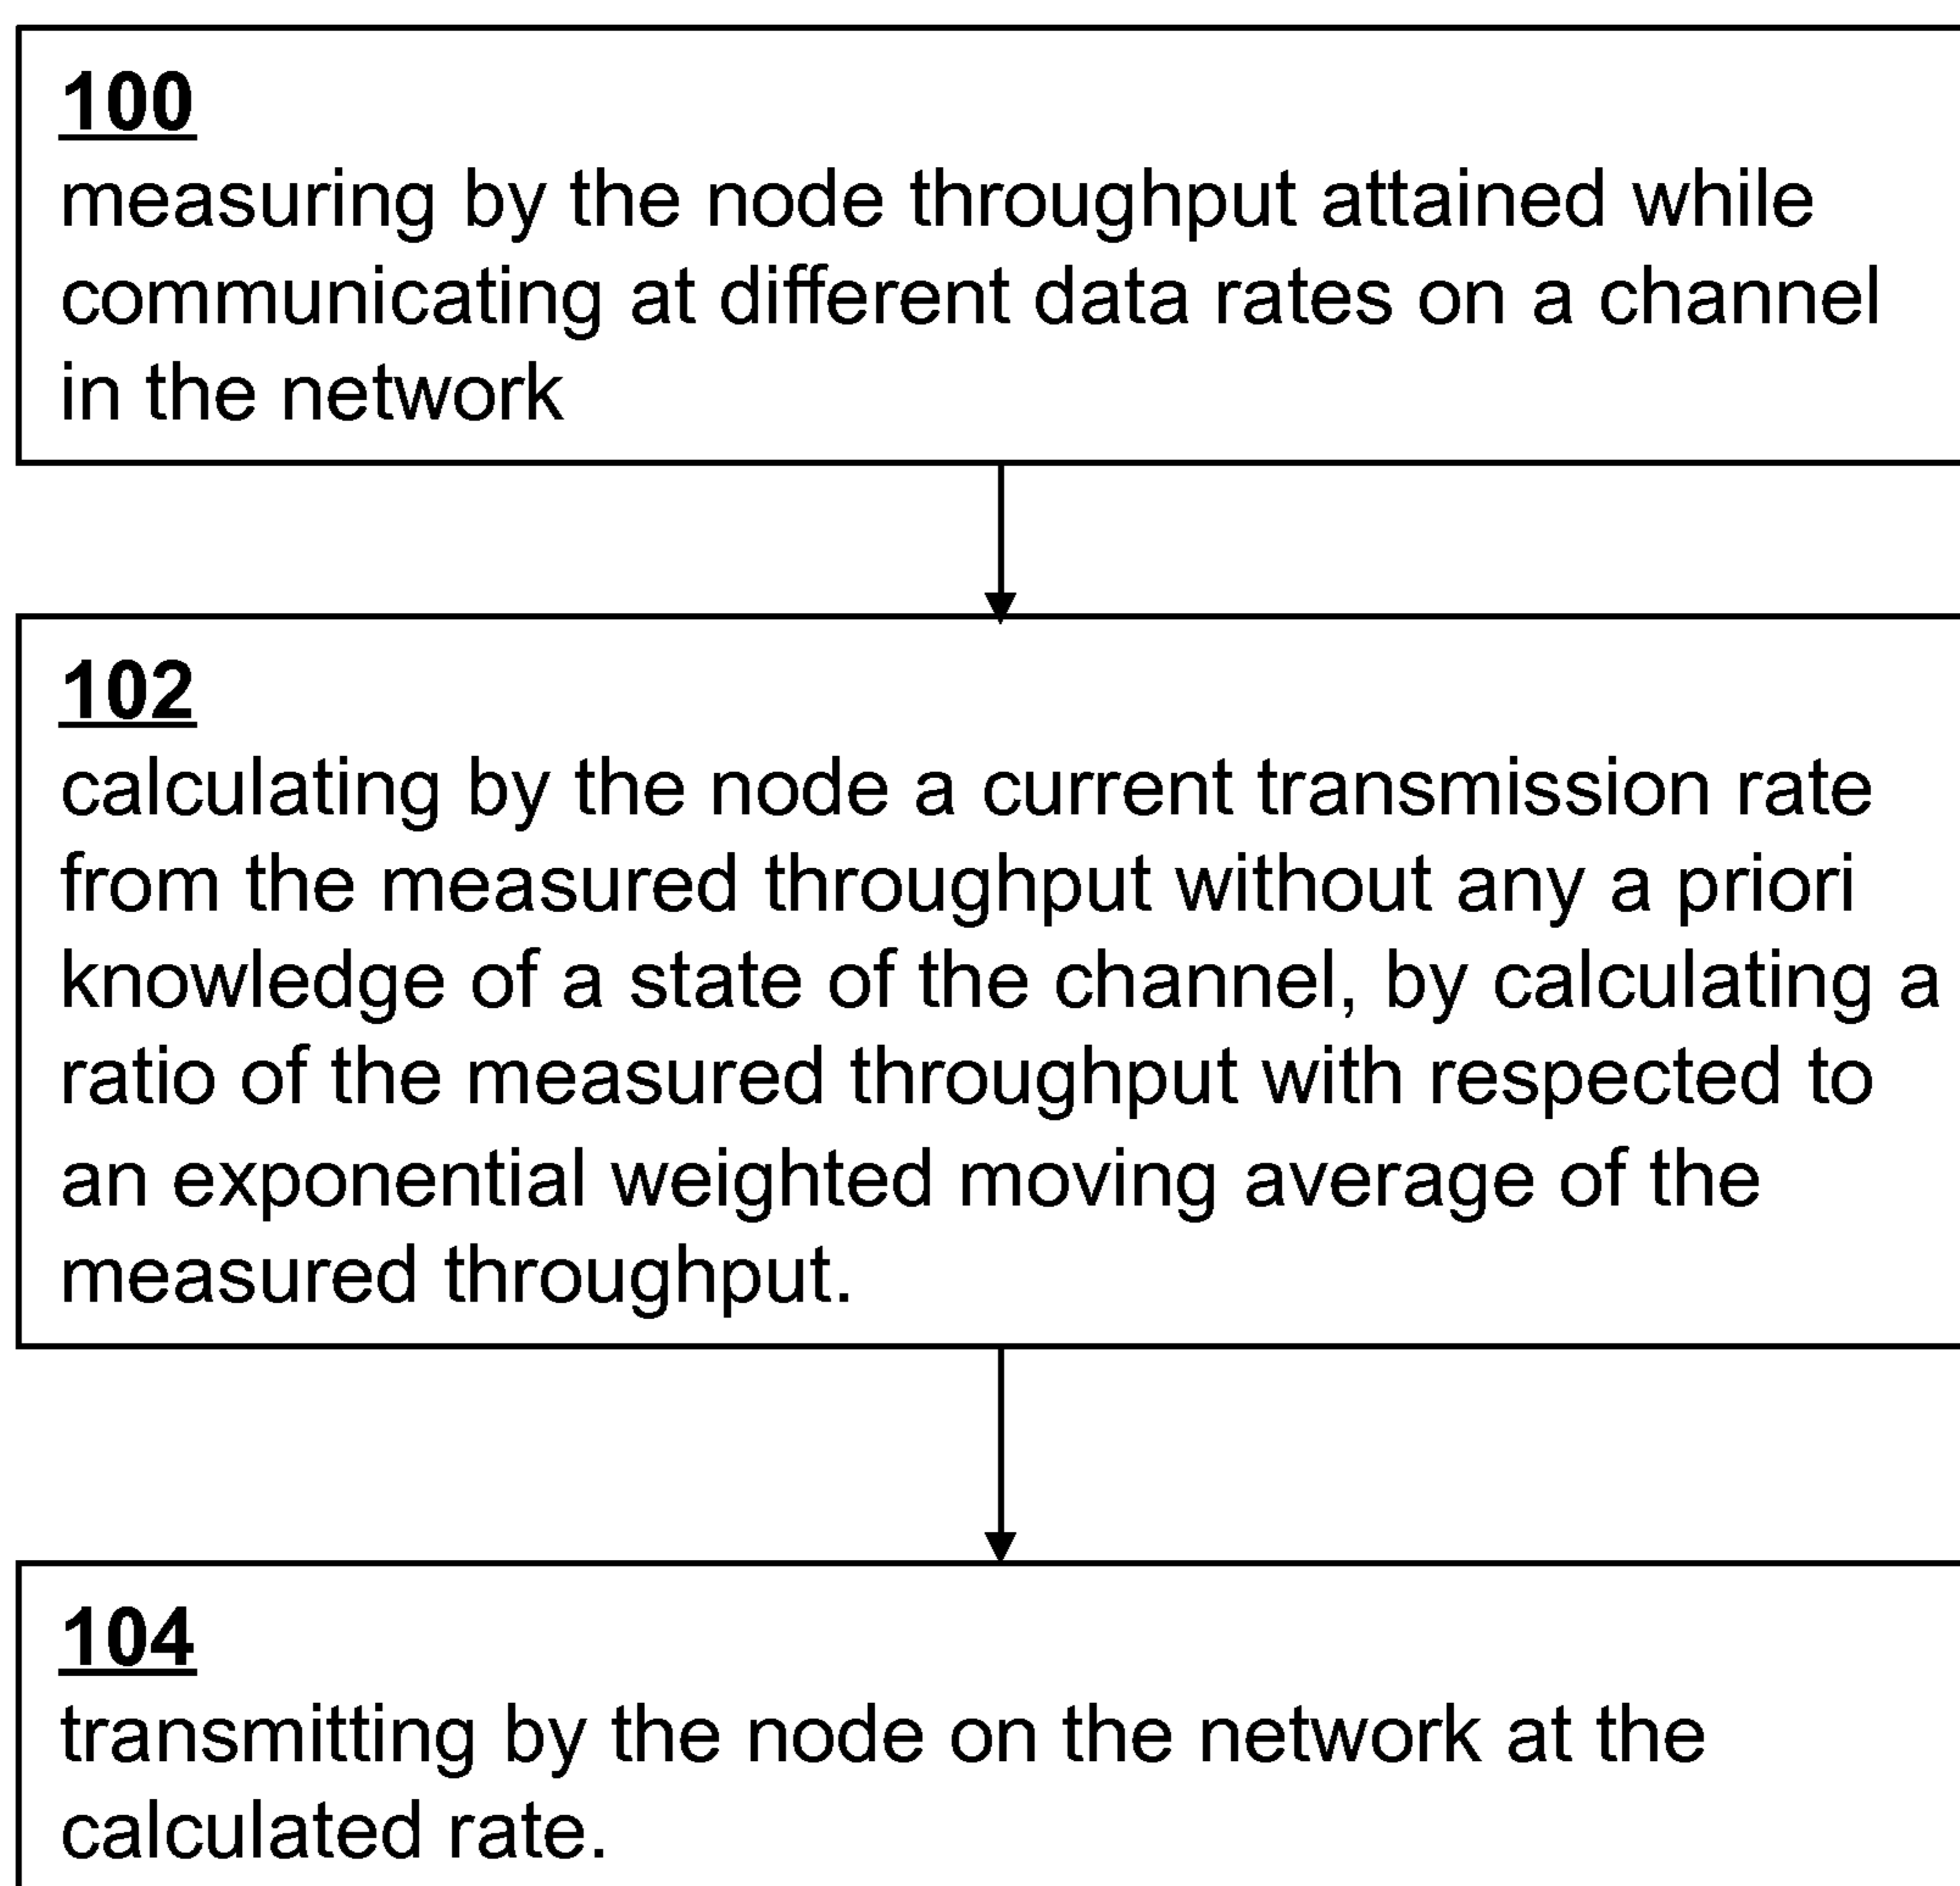 100
measuring by the node throughput attained while
communicating at different data rates on a channel
in the network
102
calculating by the node a current transmission rate
from the measured throughput without any a priori
knowledge of a state of the channel, by calculating a
ratio of the measured throughput with respected to
an exponential weighted moving average of the
measured throughput.
104
transmitting by the node on the network at the
calculated rate.